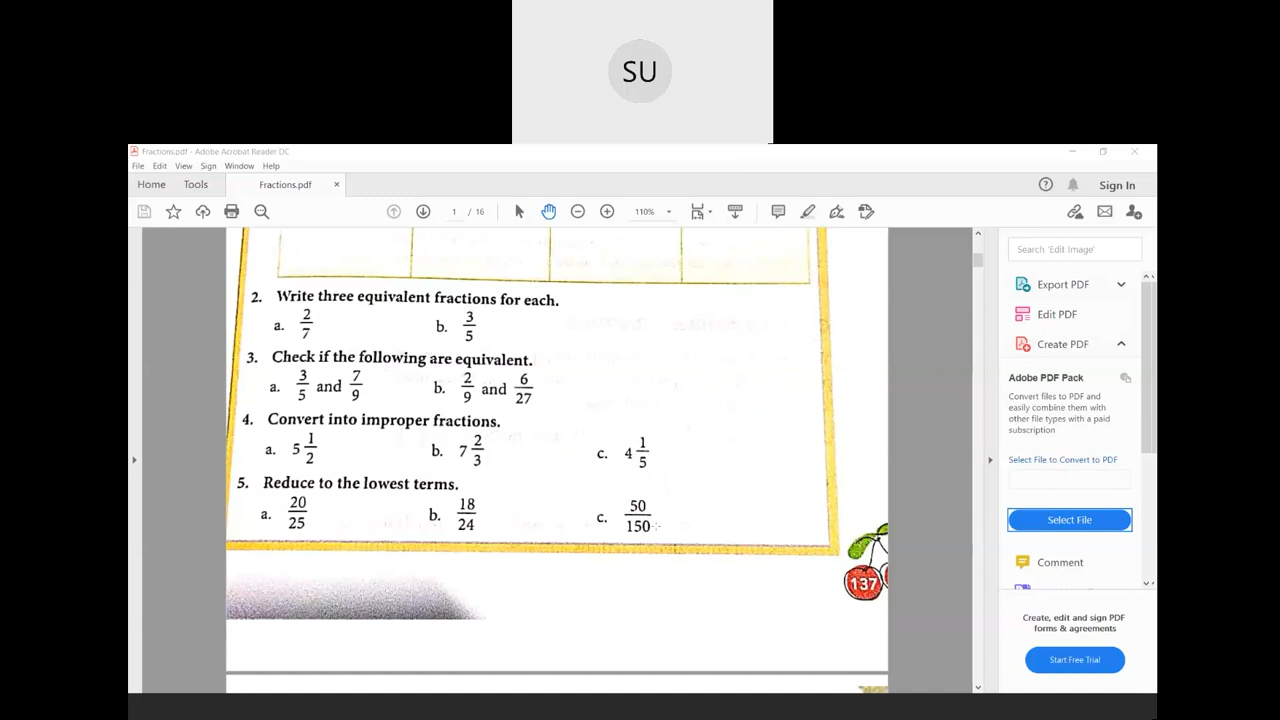 SU
Fractions.pdf - Adobe Acrobat Reader DC
File Edit View Sign Window Help
Home Tools Fractions.pdf × Sign In
1 / 16 110%
Search 'Edit Image'
Export PDF
Edit PDF
Create PDF
Adobe PDF Pack
Convert files to PDF and
easily combine them with
other file types with a paid
subscription
Select File to Convert to PDF
Select File
Comment
Create, edit and sign PDF
forms & agreements
Start Free Trial
2. Write three equivalent fractions for each.
a. 2/7 b. 3/5
3. Check if the following are equivalent.
a. 3/5 and 7/9 b. 2/9 and 6/27
4. Convert into improper fractions.
a. 5 1/2 b. 7 2/3 c. 4 1/5
5. Reduce to the lowest terms.
a. 20/25 b. 18/24 c. 50/150
137